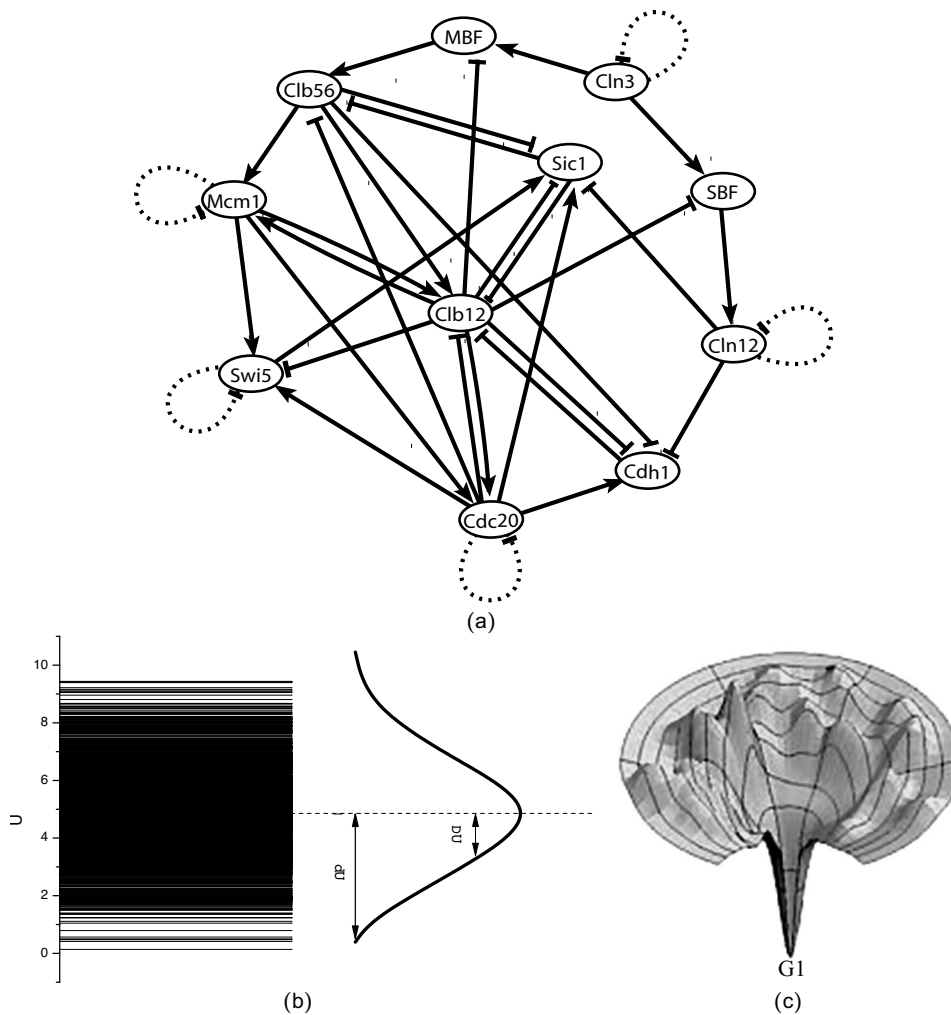 MBF
Cln3
Clb56
Sic1
SBF
Mcm1
Clb12
Cln12
Swi5
Cdh1
Cdc20
(a)
10
8
6
4
2
0
U
δU
ΔU
(b)
G1
(c)